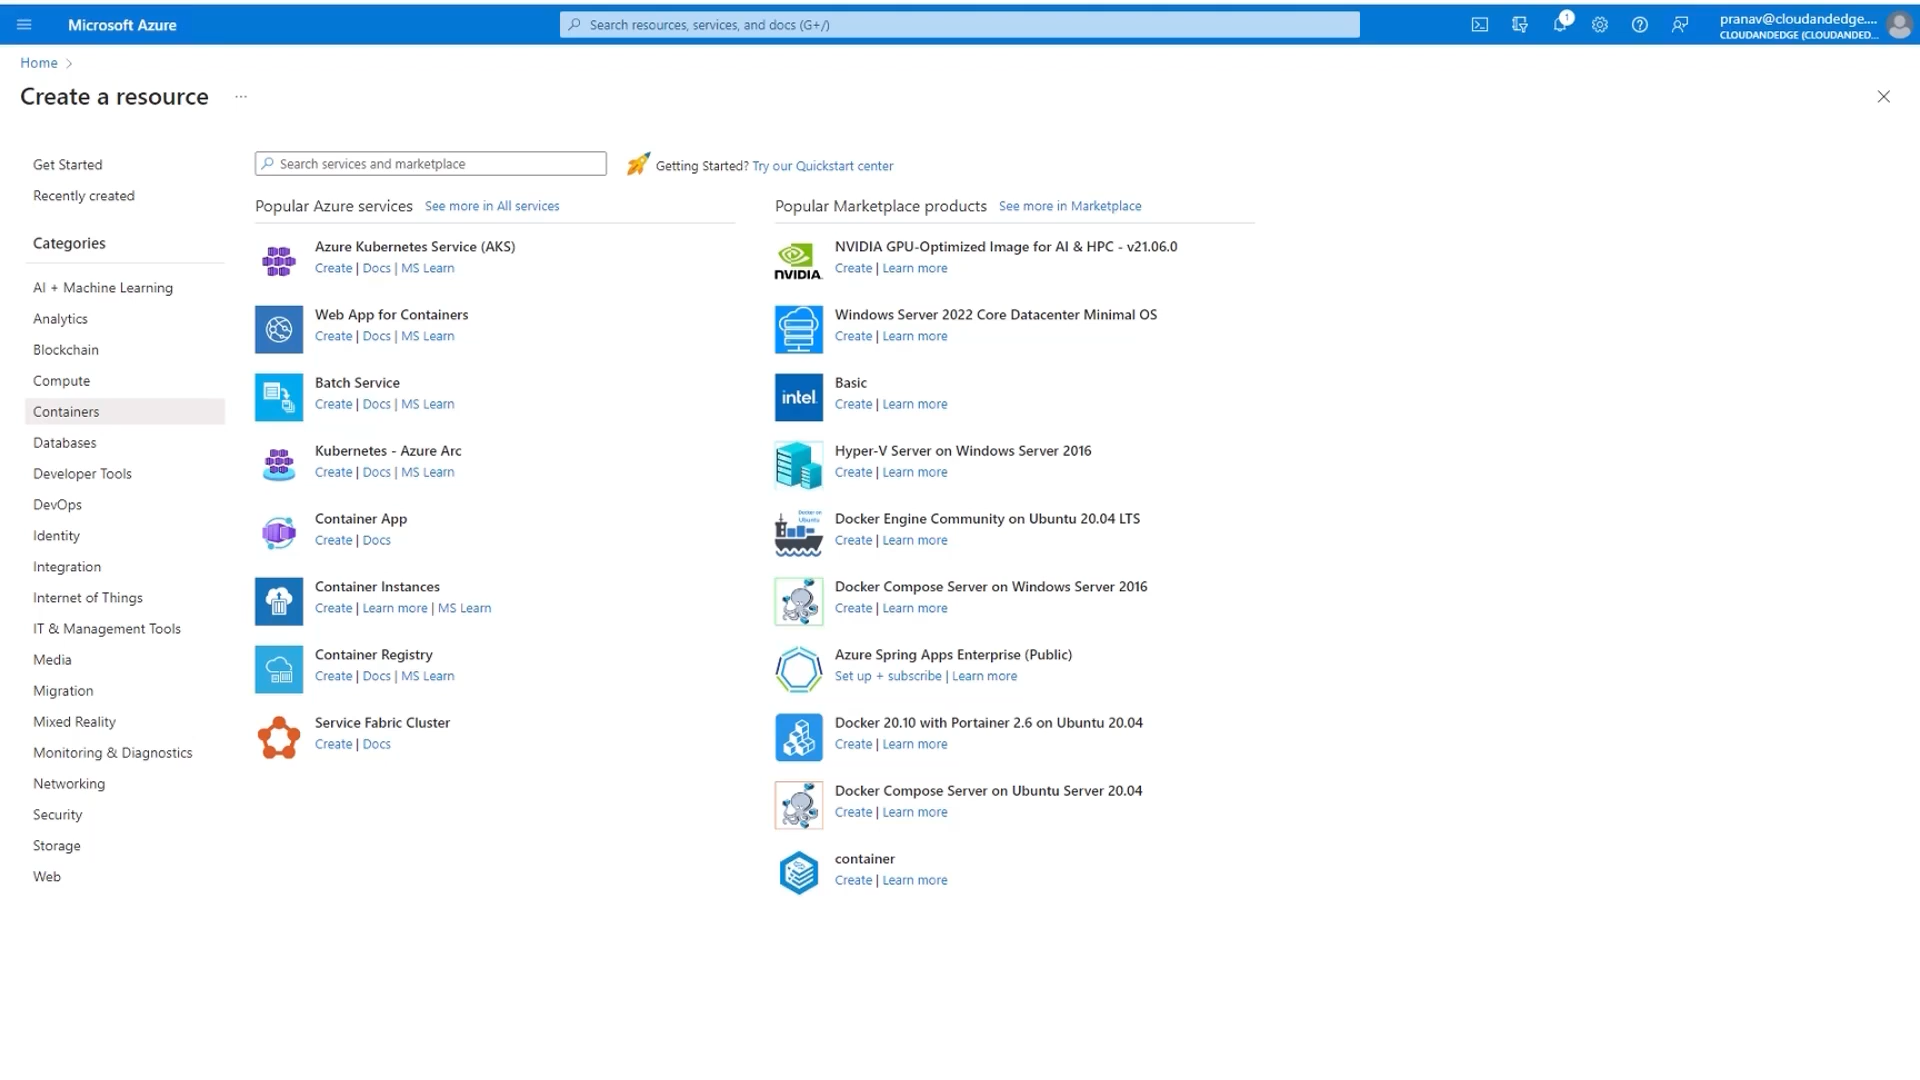 Microsoft Azure
Search resources, services, and docs (G+/)
1
pranav@cloudandedge....
CLOUDANDEDGE (CLOUDANDED...
Home
Create a resource ...
Get Started
Recently created
Categories
AI + Machine Learning
Analytics
Blockchain
Compute
Containers
Databases
Developer Tools
DevOps
Identity
Integration
Internet of Things
IT & Management Tools
Media
Migration
Mixed Reality
Monitoring & Diagnostics
Networking
Security
Storage
Web
Search services and marketplace
Getting Started? Try our Quickstart center
Popular Azure services See more in All services
Azure Kubernetes Service (AKS)
Create | Docs | MS Learn
Web App for Containers
Create | Docs | MS Learn
Batch Service
Create | Docs | MS Learn
Kubernetes - Azure Arc
Create | Docs | MS Learn
Container App
Create | Docs
Container Instances
Create | Learn more | MS Learn
Container Registry
Create | Docs | MS Learn
Service Fabric Cluster
Create | Docs
Popular Marketplace products See more in Marketplace
NVIDIA
NVIDIA GPU-Optimized Image for AI & HPC - v21.06.0
Create | Learn more
Windows Server 2022 Core Datacenter Minimal OS
Create | Learn more
intel
Basic
Create | Learn more
Hyper-V Server on Windows Server 2016
Create | Learn more
Docker on
Ubuntu
Docker Engine Community on Ubuntu 20.04 LTS
Create | Learn more
Docker Compose Server on Windows Server 2016
Create | Learn more
Azure Spring Apps Enterprise (Public)
Set up + subscribe | Learn more
Docker 20.10 with Portainer 2.6 on Ubuntu 20.04
Create | Learn more
Docker Compose Server on Ubuntu Server 20.04
Create | Learn more
container
Create | Learn more